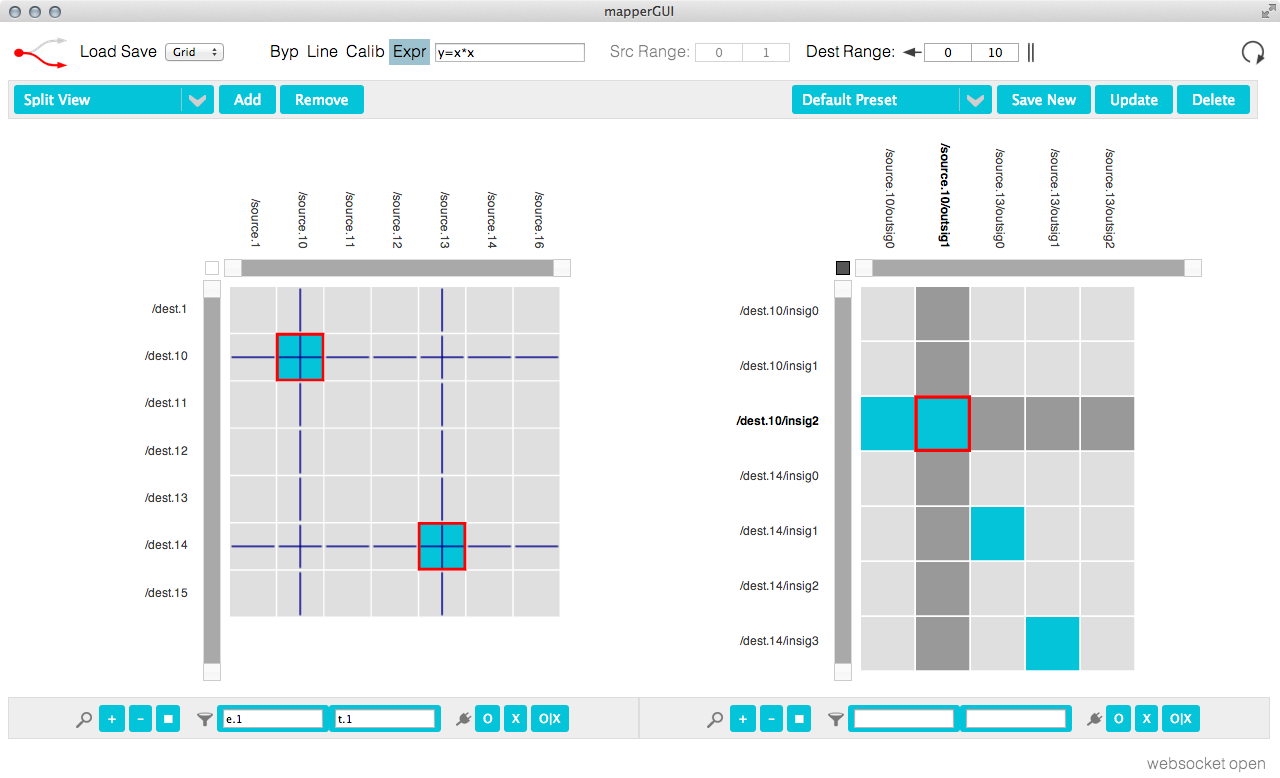 mapperGUI
Load Save Grid Byp Line Calib Expr y=x*x Src Range: 0 1 Dest Range: 0 10
Split View Add Remove Default Preset Save New Update Delete
/source.1 /source.10 /source.11 /source.12 /source.13 /source.14 /source.16
/dest.1
/dest.10
/dest.11
/dest.12
/dest.13
/dest.14
/dest.15
/source.10/outsig0 /source.10/outsig1 /source.13/outsig0 /source.13/outsig1 /source.13/outsig2
/dest.10/insig0
/dest.10/insig1
/dest.10/insig2
/dest.14/insig0
/dest.14/insig1
/dest.14/insig2
/dest.14/insig3
+ - e.1 t.1 O X O|X + - O X O|X
websocket open